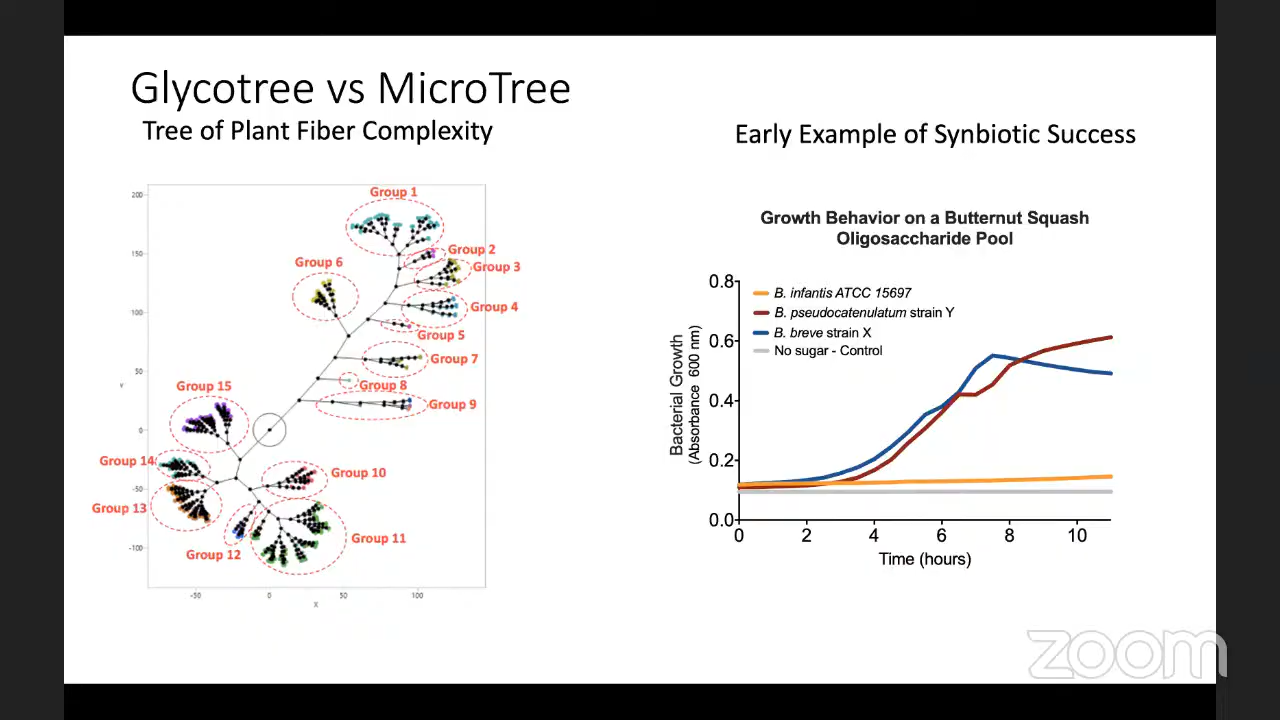 Glycotree vs MicroTree
Tree of Plant Fiber Complexity
Early Example of Synbiotic Success
200
150
100
50
0
-50
-100
Y
-50
0
50
100
X
Group 1
Group 2
Group 3
Group 6
Group 4
Group 5
Group 7
Group 8
Group 15
Group 9
Group 14
Group 10
Group 13
Group 11
Group 12
Growth Behavior on a Butternut Squash
Oligosaccharide Pool
B. infantis ATCC 15697
B. pseudocatenulatum strain Y
B. breve strain X
No sugar - Control
Bacterial Growth
(Absorbance 600 nm)
0.8
0.6
0.4
0.2
0.0
0
2
4
6
8
10
Time (hours)
zoom